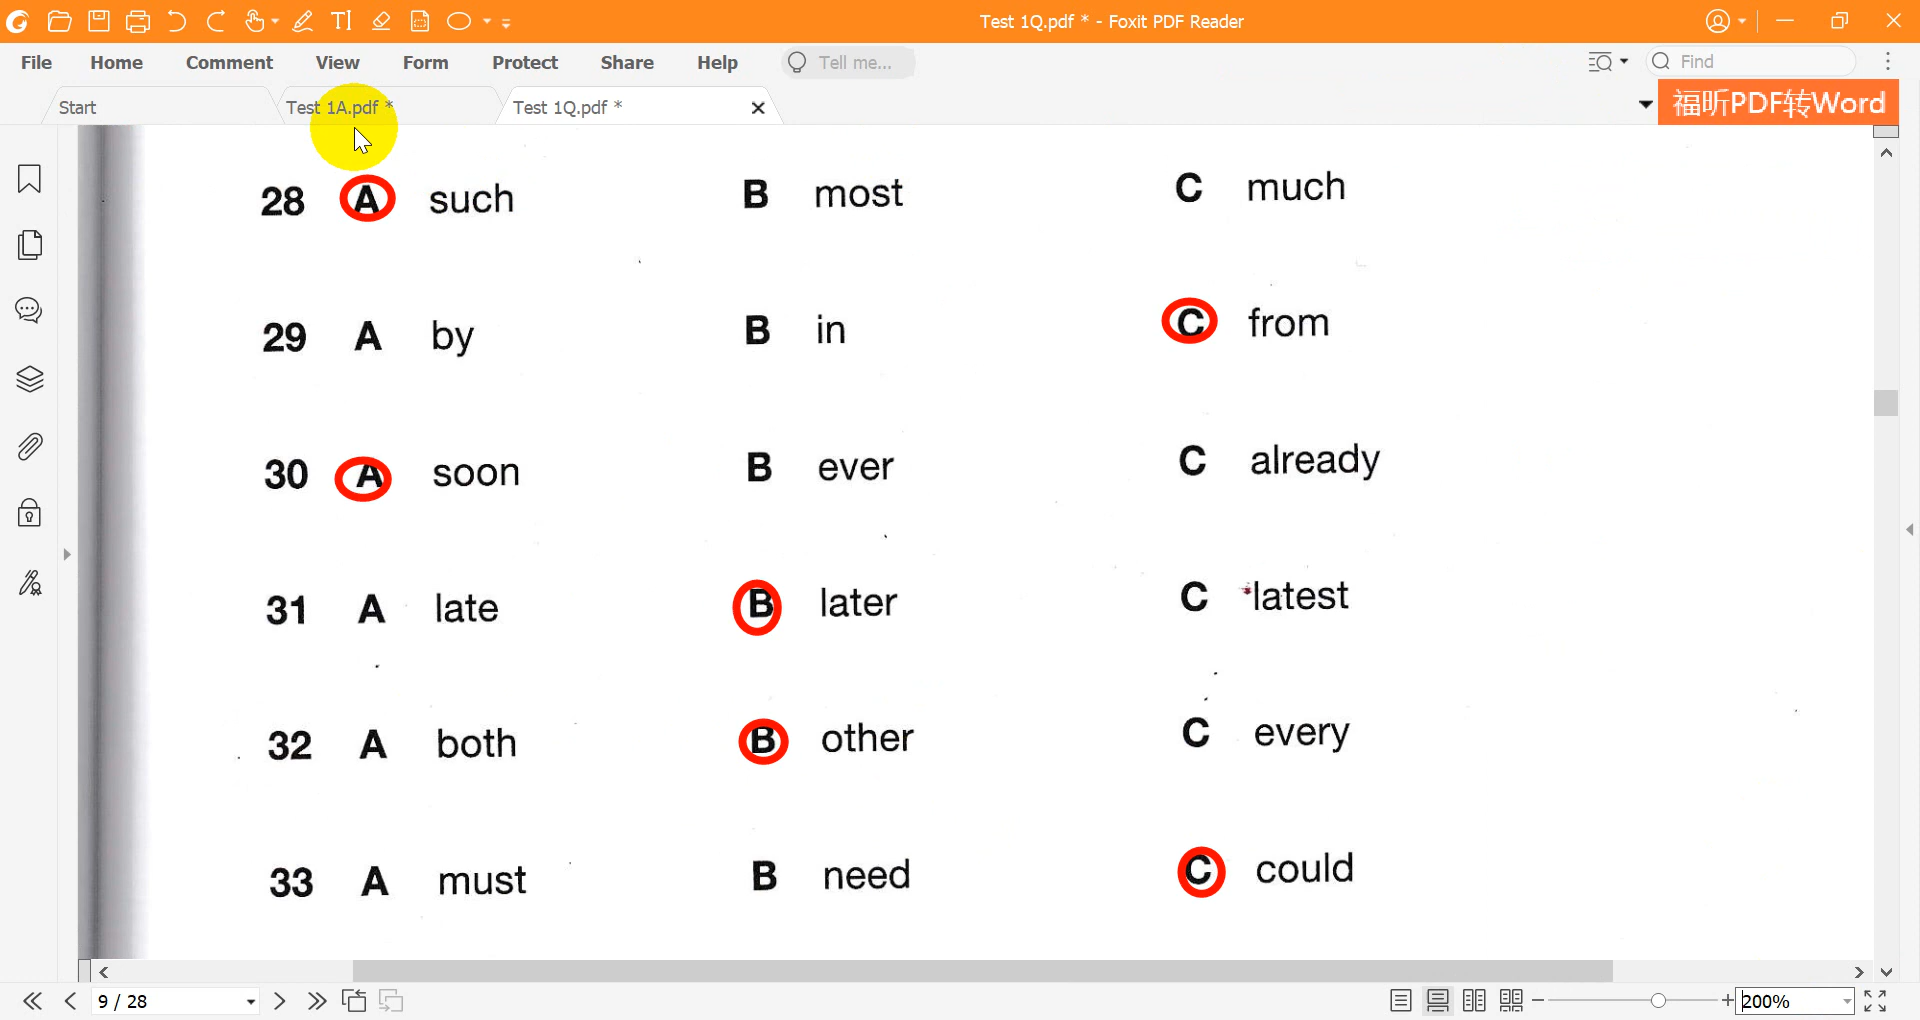 Test 1Q.pdf * - Foxit PDF Reader
File Home Comment View Form Protect Share Help Tell me... Find
Start Test 1A.pdf * Test 1Q.pdf * 福昕PDF转Word
28 A such B most C much
29 A by B in C from
30 A soon B ever C already
31 A late B later C latest
32 A both B other C every
33 A must B need C could
9 / 28 200%